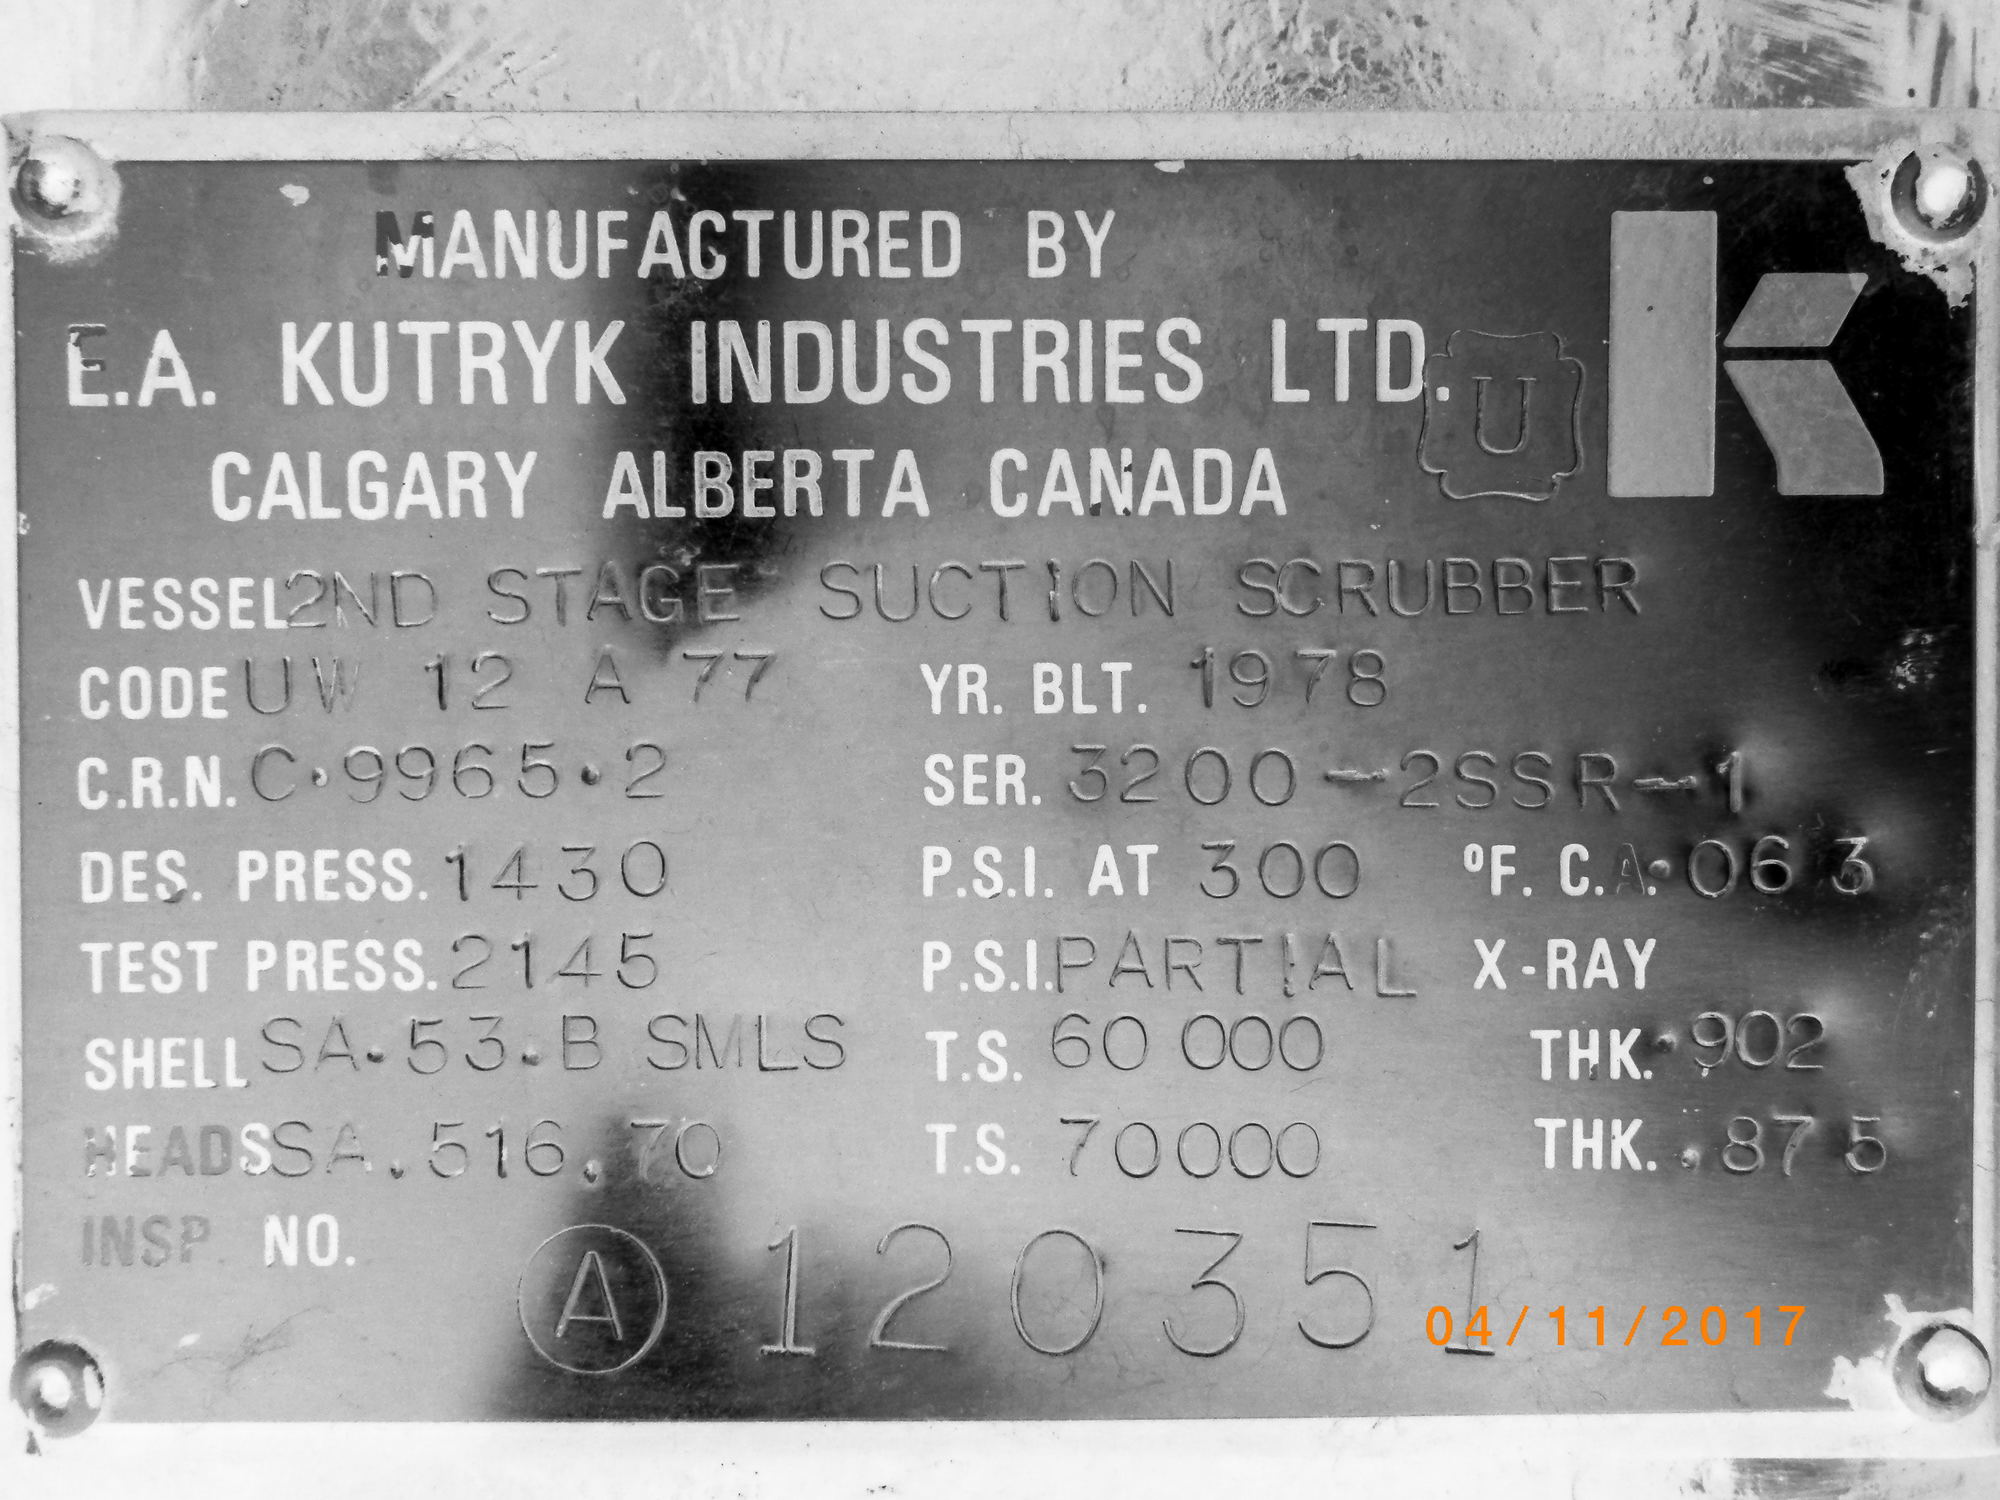 MANUFACTURED BY
E.A. KUTRYK INDUSTRIES LTD.
U
K
CALGARY ALBERTA CANADA
VESSEL 2ND STAGE SUCTION SCRUBBER
CODE UW 12 A 77 YR. BLT. 1978
C.R.N. C·9965·2 SER. 3200-2SSR-1
DES. PRESS. 1430 P.S.I. AT 300 °F. C.A. .063
TEST PRESS. 2145 P.S.I. PARTIAL X-RAY
SHELL SA·53·B SMLS T.S. 60 000 THK. .902
HEADS SA.516.70 T.S. 70000 THK. .875
INSP NO.
A 120351
04/11/2017